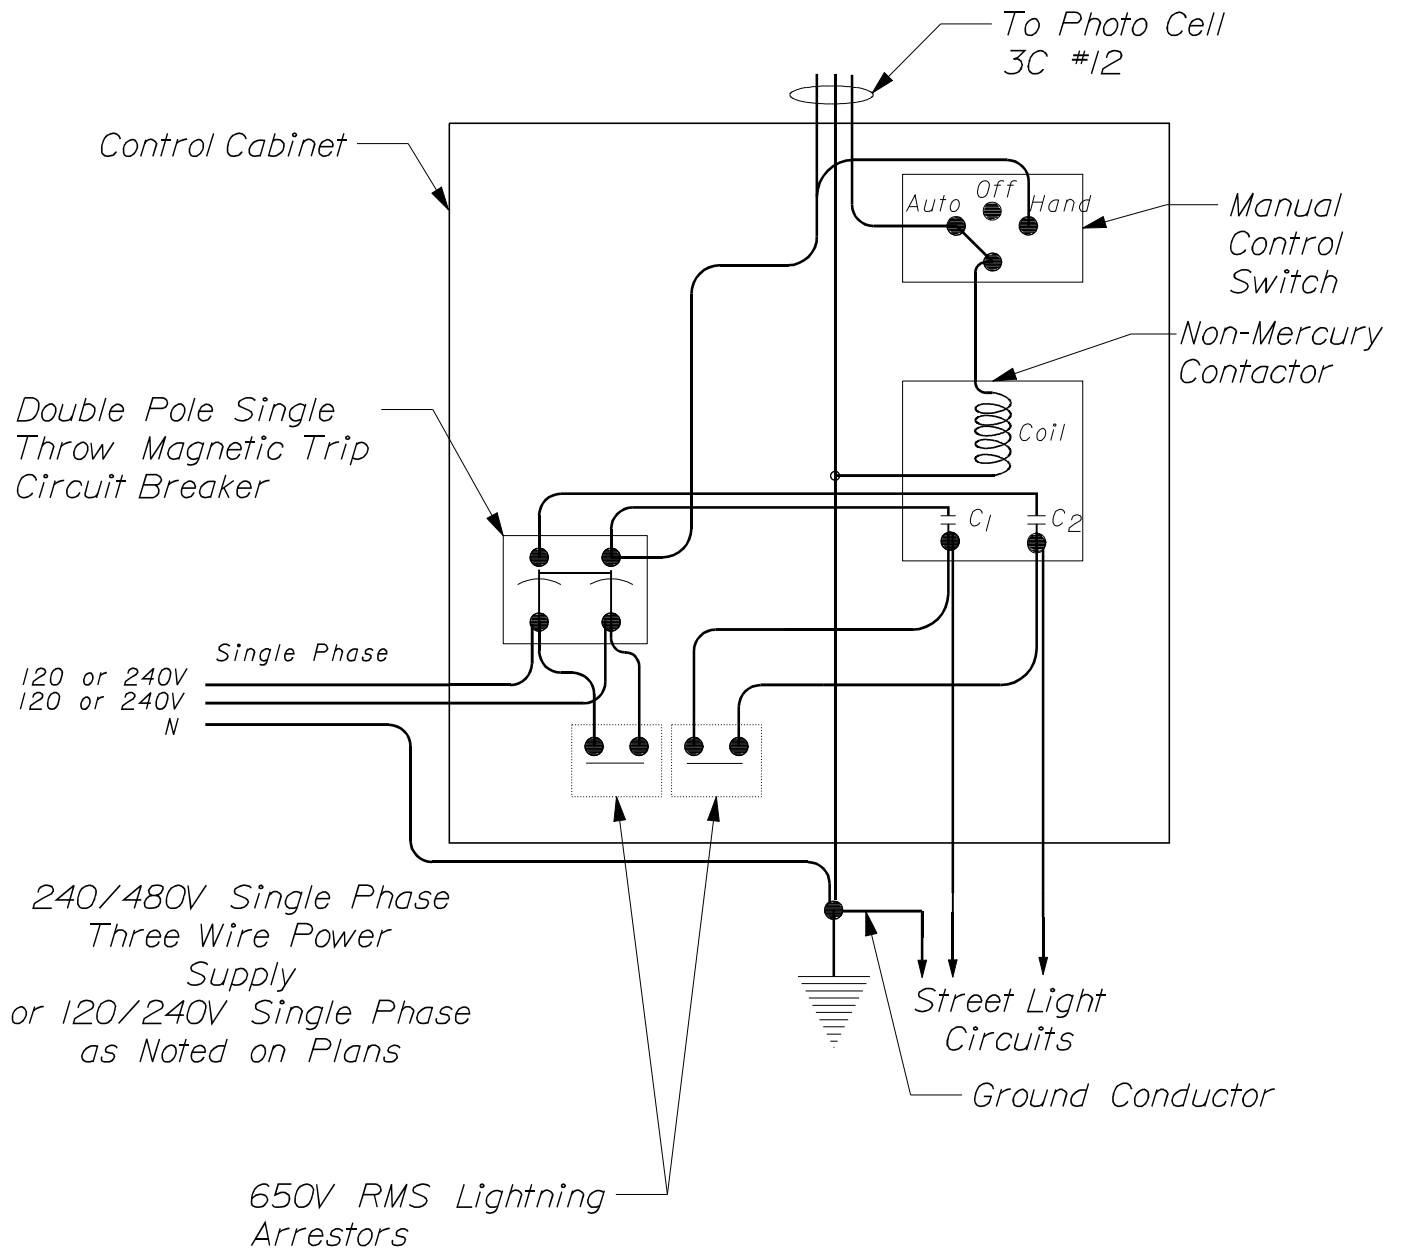 To Photo Cell
3C #12
Control Cabinet
Auto
Off
Hand
Manual
Control
Switch
Non-Mercury
Contactor
Double Pole Single
Throw Magnetic Trip
Circuit Breaker
Coil
C1
C2
Single Phase
120 or 240V
120 or 240V
N
240/480V Single Phase
Three Wire Power
Supply
or 120/240V Single Phase
as Noted on Plans
Street Light
Circuits
Ground Conductor
650V RMS Lightning
Arrestors